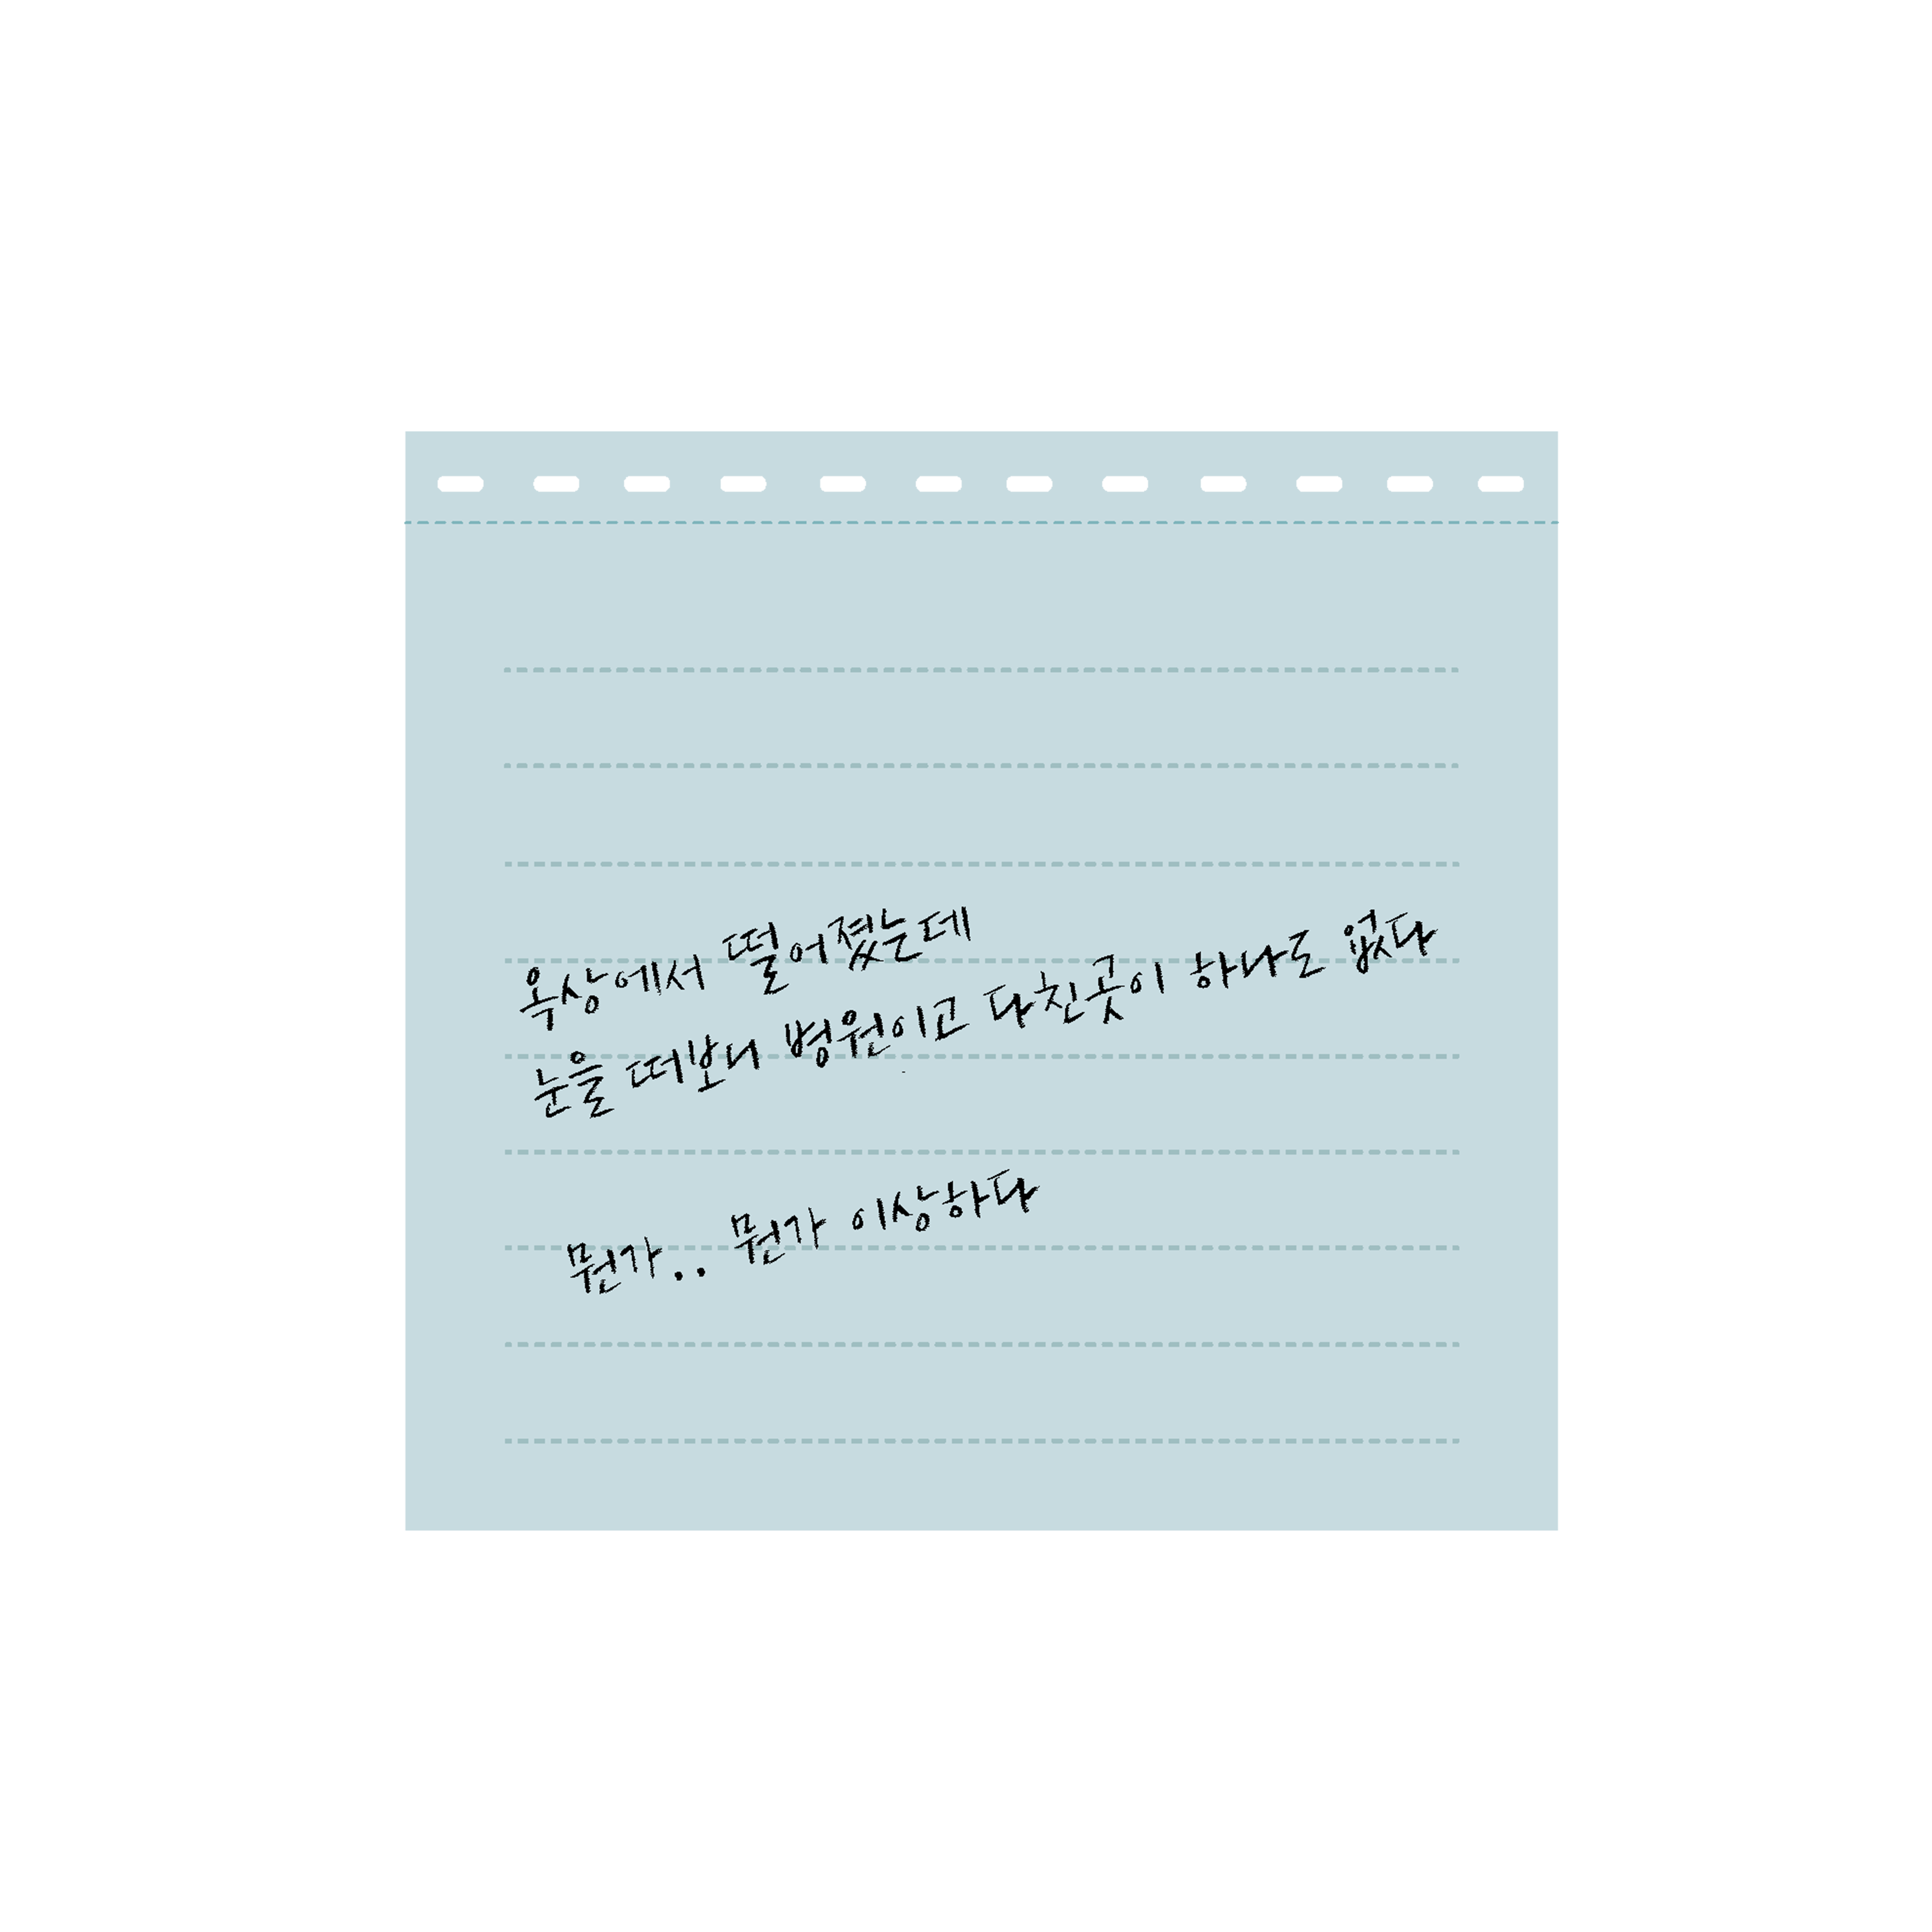 옥상에서 떨어졌는데
눈을 떠보니 병원이고 다친곳이 하나도 없다
뭔가.. 뭔가 이상하다